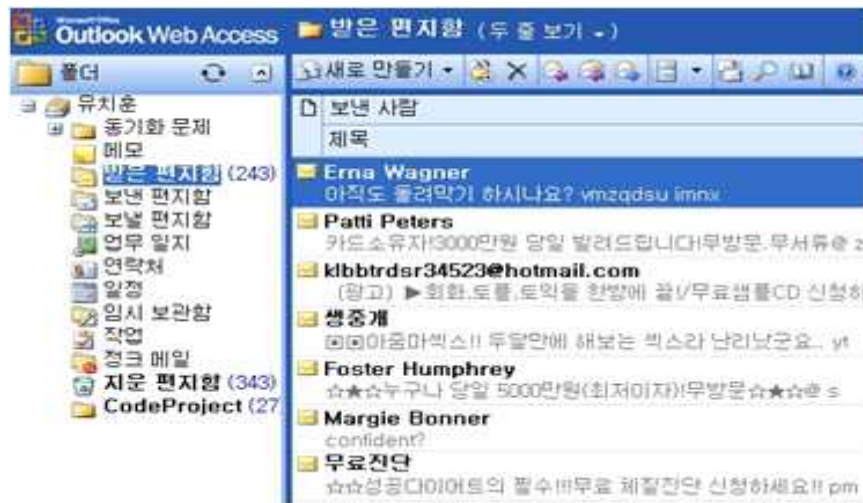 Outlook Web Access
받은 편지함 (두 줄 보기 ▾)
폴더
새로 만들기
유치훈
동기화 문제
메모
받은 편지함 (243)
보낸 편지함
보낼 편지함
업무 일지
연락처
일정
임시 보관함
작업
정크 메일
지운 편지함 (343)
CodeProject (27
보낸 사람
제목
Erna Wagner
아직도 돌려막기 하시나요? vmzqdsu imnx
Patti Peters
카드소유자!3000만원 당일 빌려드립니다!무방문.무서류@
klbbtrdsr34523@hotmail.com
(광고) ▶회화,토플,토익을 한방에 끝!/무료샘플CD 신청하
생중개
▣▣아줌마섹스!! 두달만에 해보는 섹스라 난리났군요.. yt
Foster Humphrey
☆★☆누구나 당일 5000만원(최저이자)!무방문☆★☆@ s
Margie Bonner
confident?
무료진단
☆☆성공다이어트의 필수!!!무료 체질진단 신청하세요!! pm